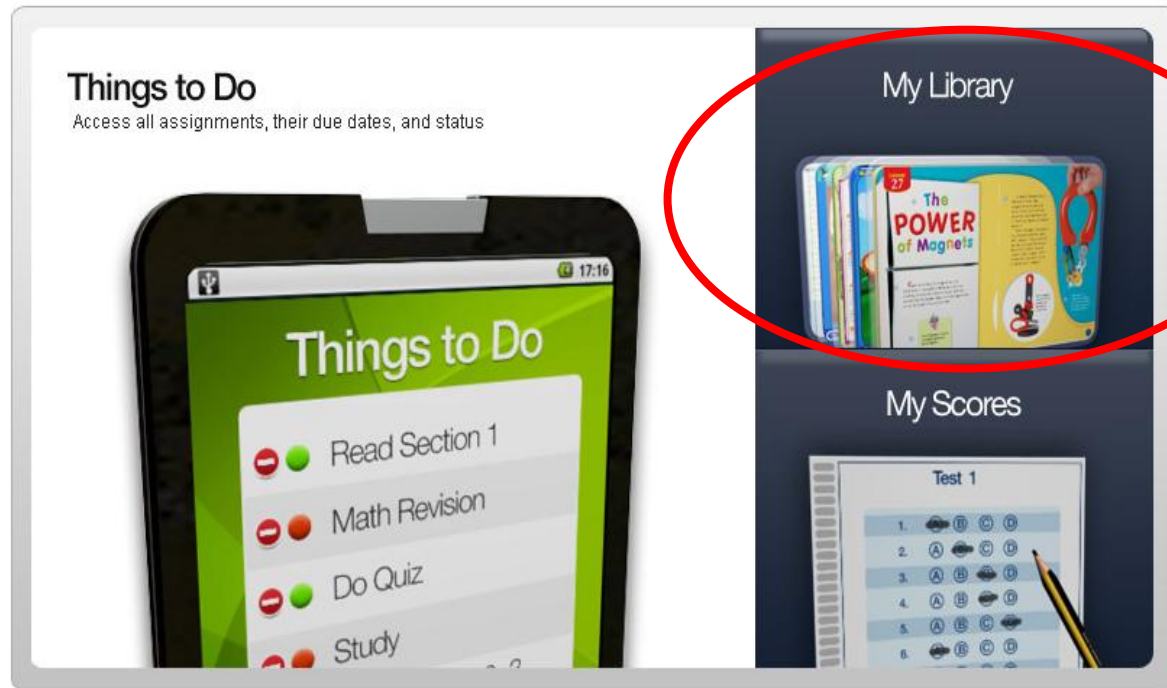 Things to Do
Access all assignments, their due dates, and status
17:16
Things to Do
Read Section 1
Math Revision
Do Quiz
Study
My Library
Lesson
27
The
POWER
of Magnets
My Scores
Test 1
1. A B C D
2. A B C D
3. A B C D
4. A B C D
5. A B C D
6. A B C D